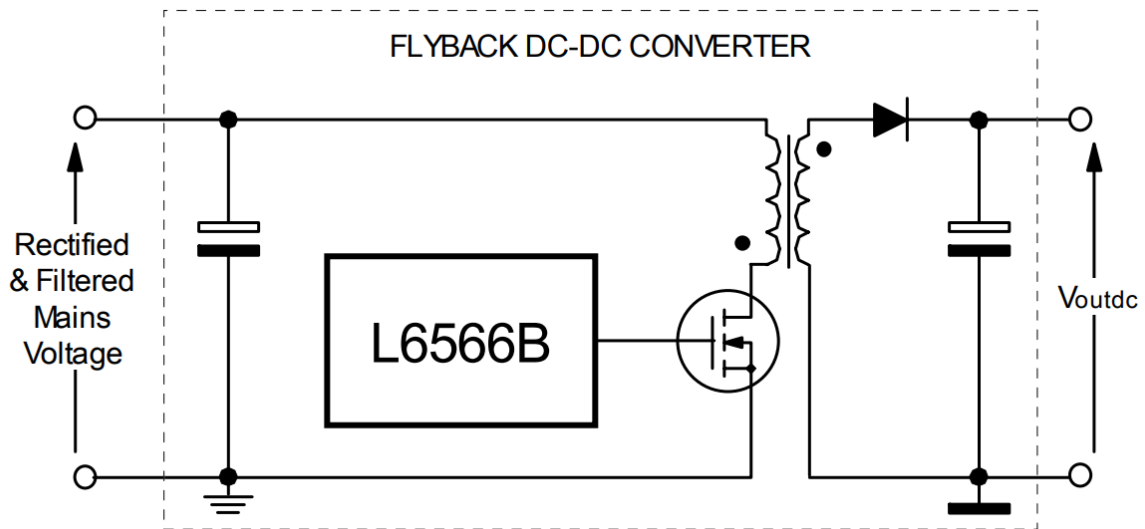 FLYBACK DC-DC CONVERTER
Rectified
& Filtered
Mains
Voltage
L6566B
Voutdc